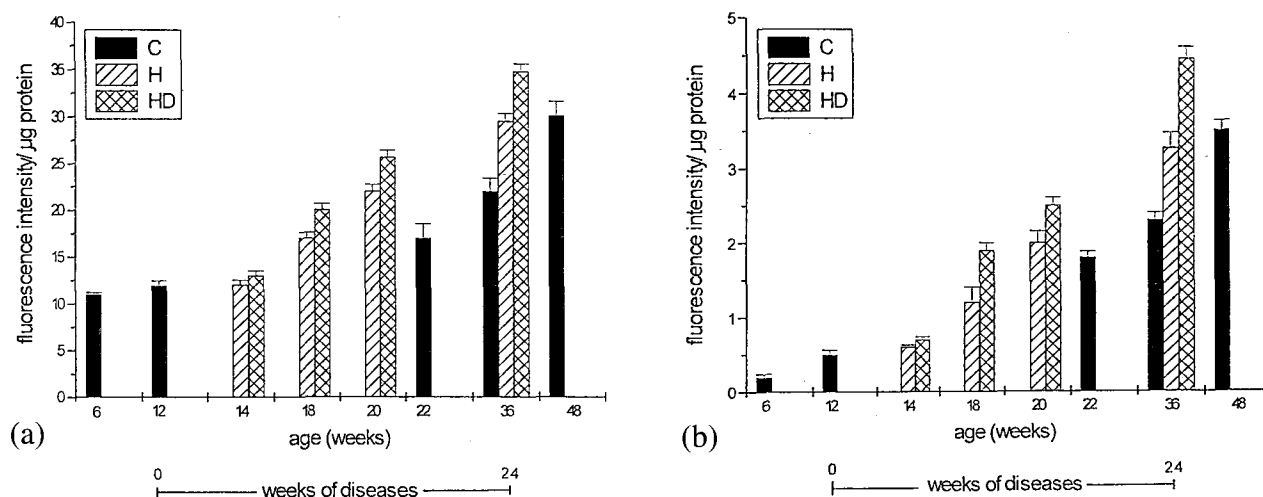 40
35
30
25
20
15
10
5
0
C
H
HD
fluorescence intensity/ µg protein
6 12 14 18 20 22 36 48
age (weeks)
(a)
0 24
weeks of diseases
5
4
3
2
1
0
C
H
HD
fluorescence intensity/ µg protein
6 12 14 18 20 22 36 48
age (weeks)
(b)
0 24
weeks of diseases